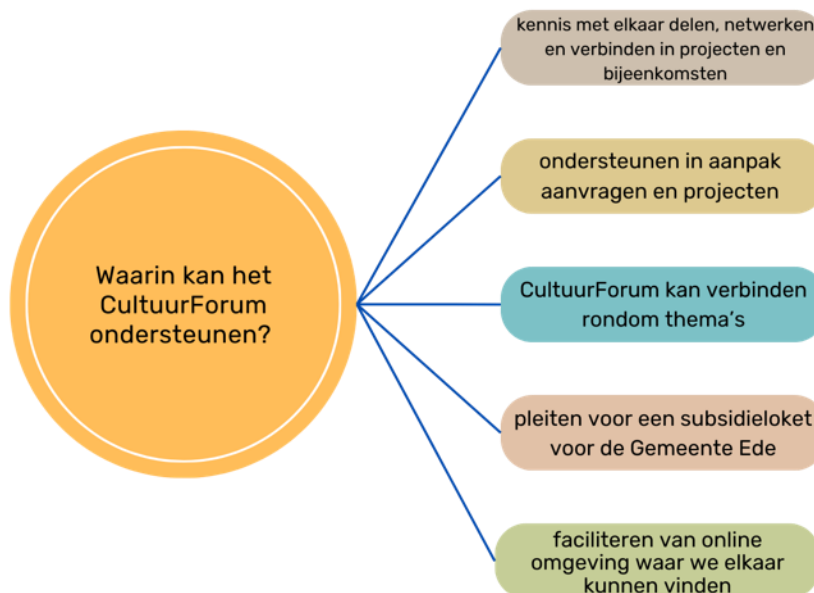 Waarin kan het
CultuurForum
ondersteunen?
kennis met elkaar delen, netwerken
en verbinden in projecten en
bijeenkomsten
ondersteunen in aanpak
aanvragen en projecten
CultuurForum kan verbinden
rondom thema's
pleiten voor een subsidieloket
voor de Gemeente Ede
faciliteren van online
omgeving waar we elkaar
kunnen vinden